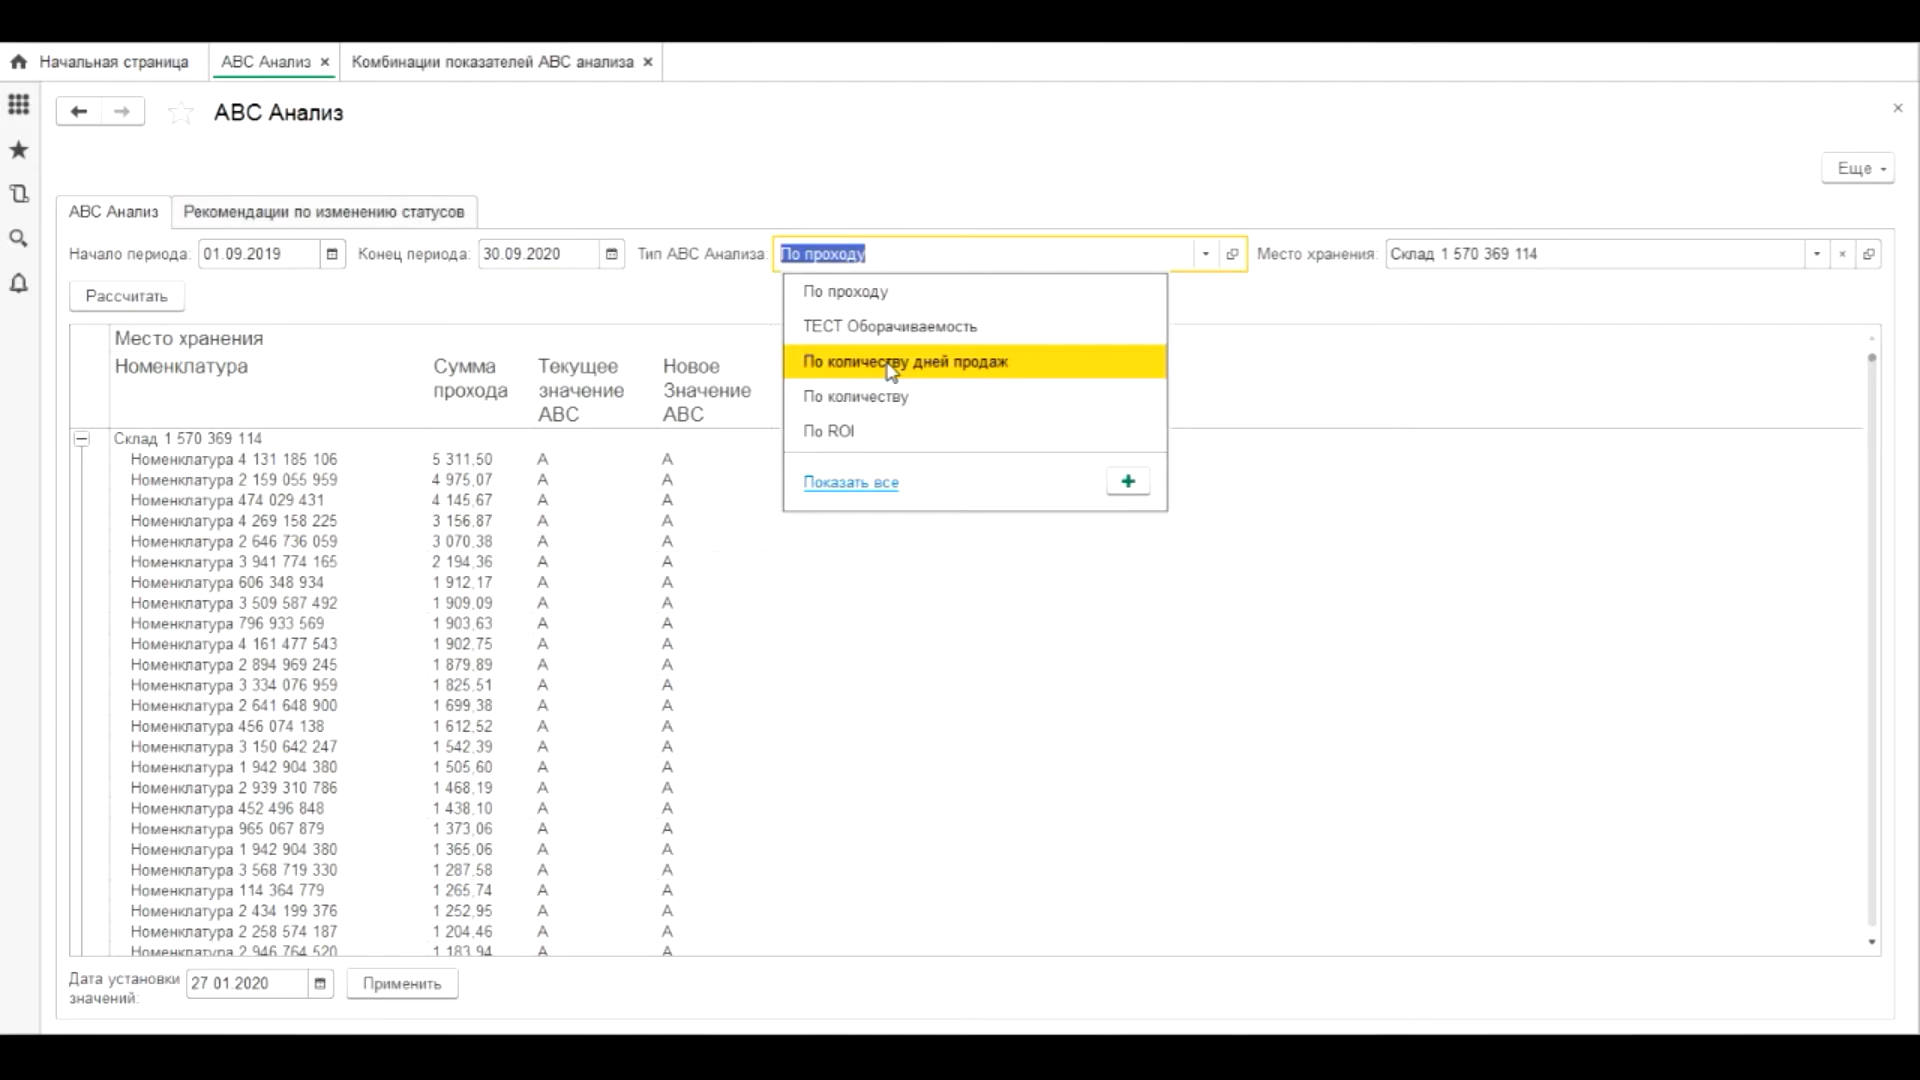 Начальная страница
АВС Анализ
Комбинации показателей АВС анализа
АВС Анализ
Еще
АВС Анализ
Рекомендации по изменению статусов
Начало периода: 01.09.2019
Конец периода: 30.09.2020
Тип АВС Анализа: По проходу
Место хранения: Склад 1 570 369 114
Рассчитать
По проходу
ТЕСТ Оборачиваемость
По количеству дней продаж
По количеству
По ROI
Показать все
Место хранения
Номенклатура
Сумма прохода
Текущее значение АВС
Новое Значение АВС
Склад 1 570 369 114
Номенклатура 4 131 185 106 5 311,50 А А
Номенклатура 2 159 055 959 4 975,07 А А
Номенклатура 474 029 431 4 145,67 А А
Номенклатура 4 269 158 225 3 156,87 А А
Номенклатура 2 646 736 059 3 070,38 А А
Номенклатура 3 941 774 165 2 194,36 А А
Номенклатура 606 348 934 1 912,17 А А
Номенклатура 3 509 587 492 1 909,09 А А
Номенклатура 796 933 569 1 903,63 А А
Номенклатура 4 161 477 543 1 902,75 А А
Номенклатура 2 894 969 245 1 879,89 А А
Номенклатура 3 334 076 959 1 825,51 А А
Номенклатура 2 641 648 900 1 699,38 А А
Номенклатура 456 074 138 1 612,52 А А
Номенклатура 3 150 642 247 1 542,39 А А
Номенклатура 1 942 904 380 1 505,60 А А
Номенклатура 2 939 310 786 1 468,19 А А
Номенклатура 452 496 848 1 438,10 А А
Номенклатура 965 067 879 1 373,06 А А
Номенклатура 1 942 904 380 1 365,06 А А
Номенклатура 3 568 719 330 1 287,58 А А
Номенклатура 114 364 779 1 265,74 А А
Номенклатура 2 434 199 376 1 252,95 А А
Номенклатура 2 258 574 187 1 204,46 А А
Номенклатура 2 946 764 520 1 183,94 А А
Дата установки значений: 27.01.2020
Применить